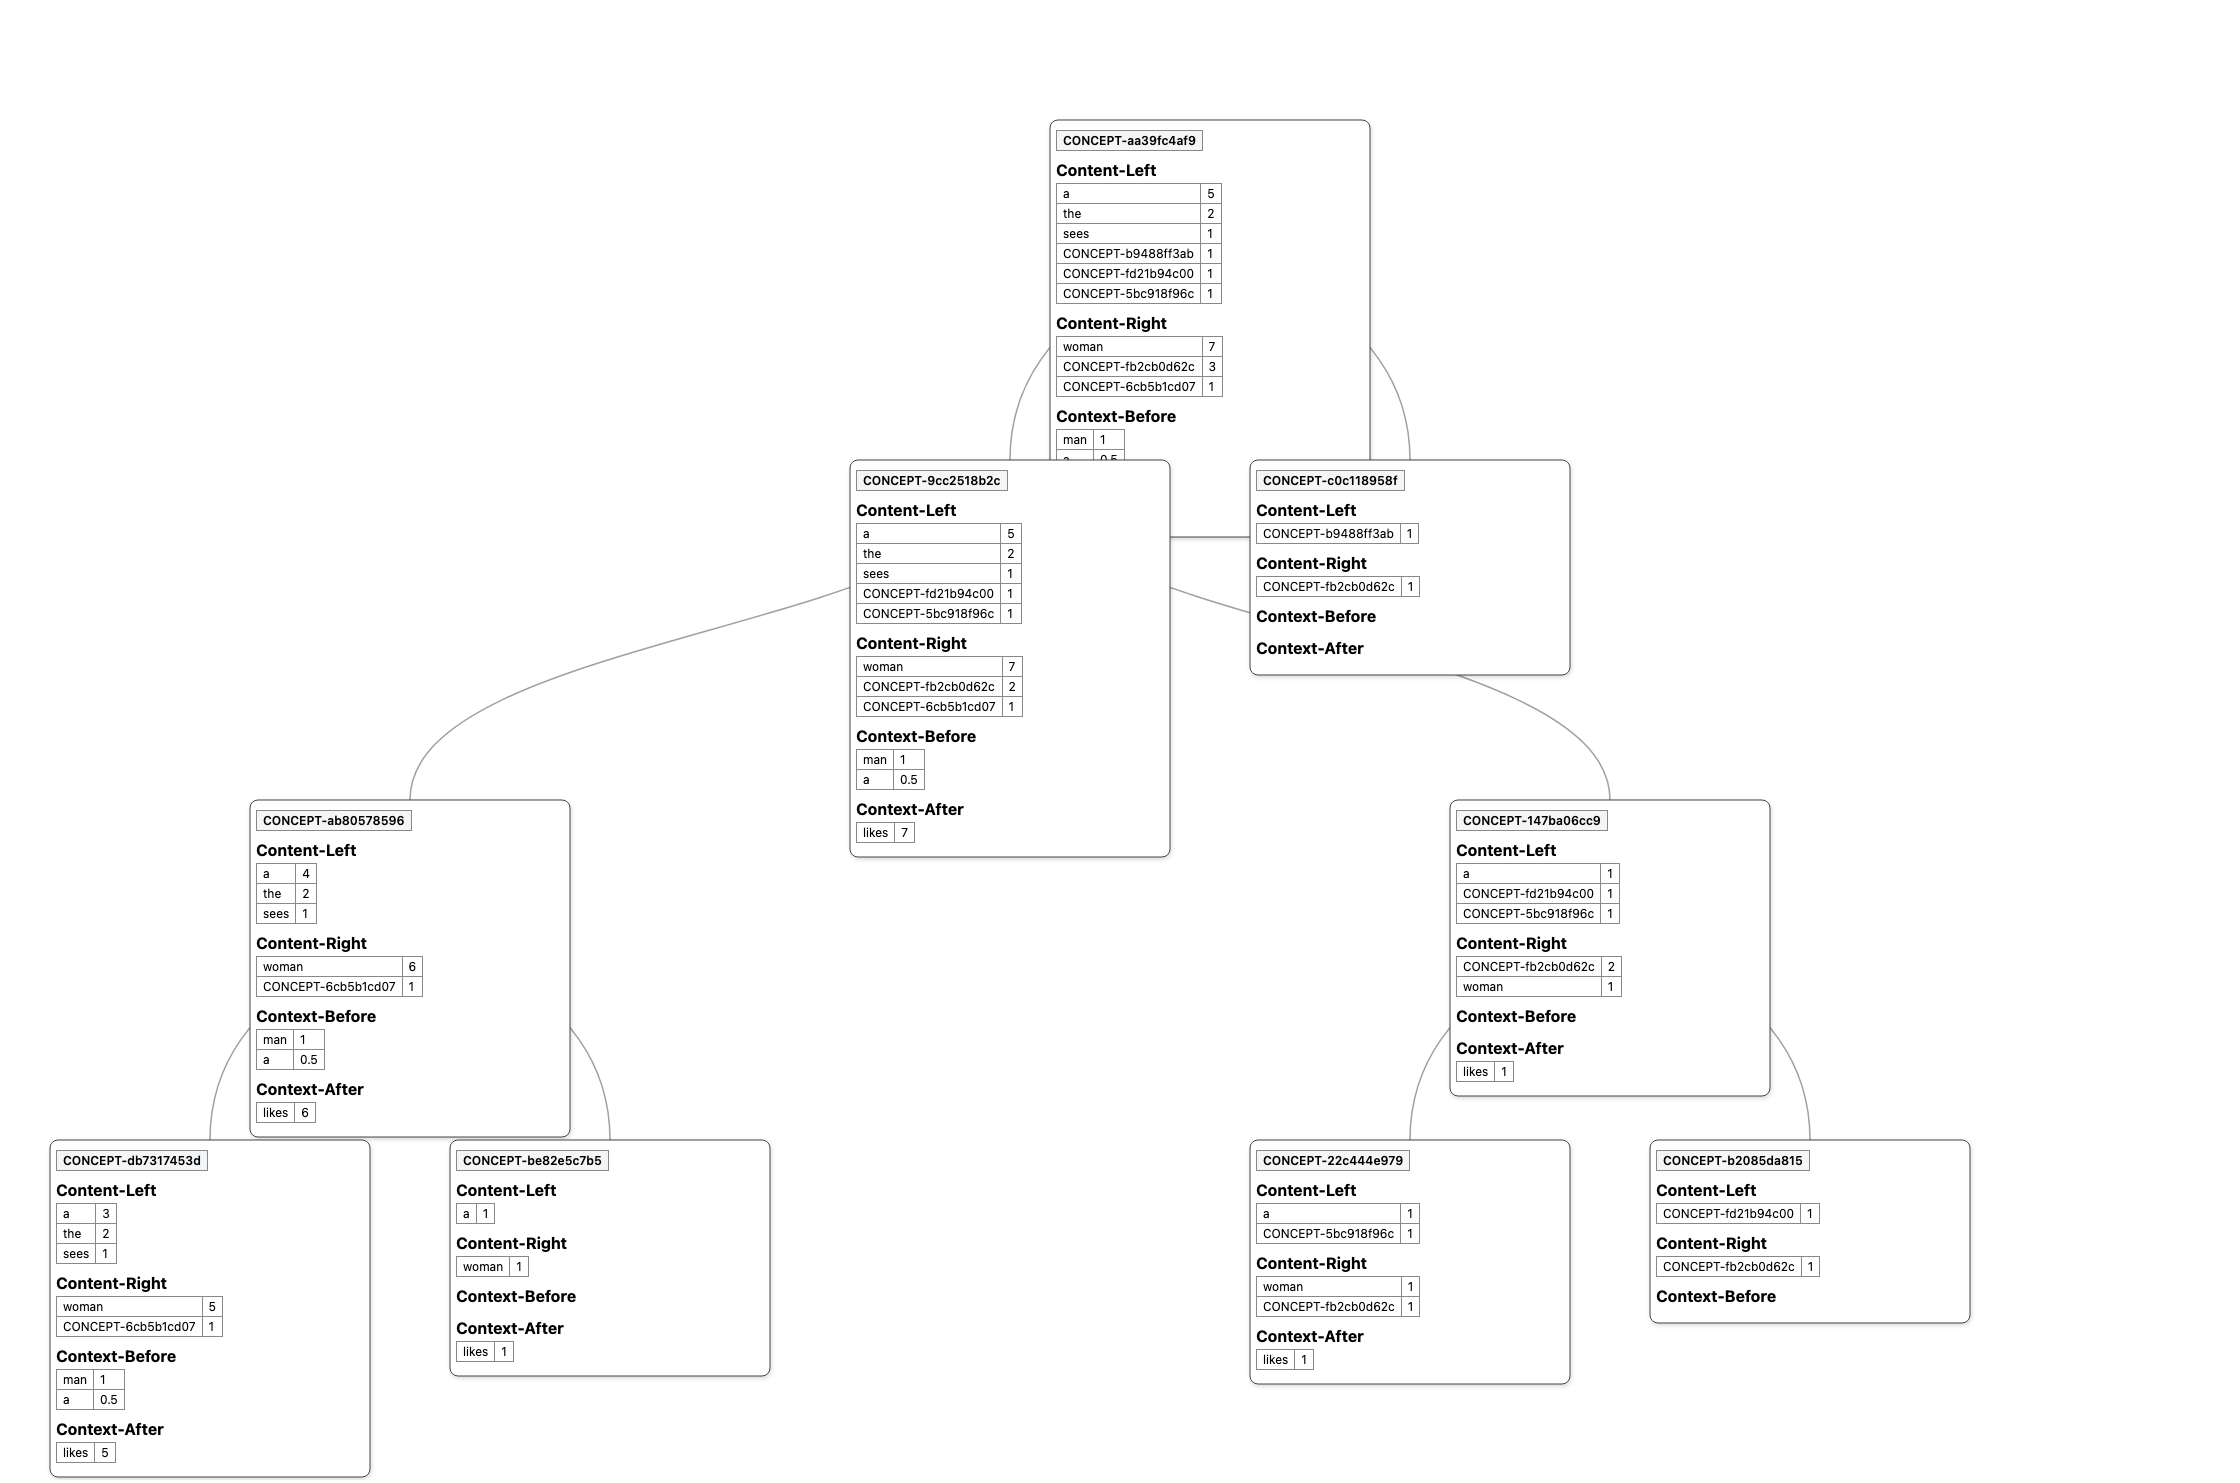 CONCEPT-aa39fc4af9
Content-Left
a 5
the 2
sees 1
CONCEPT-b9488ff3ab 1
CONCEPT-fd21b94c00 1
CONCEPT-5bc918f96c 1
Content-Right
woman 7
CONCEPT-fb2cb0d62c 3
CONCEPT-6cb5b1cd07 1
Context-Before
man 1
a 0.5
CONCEPT-9cc2518b2c
Content-Left
a 5
the 2
sees 1
CONCEPT-fd21b94c00 1
CONCEPT-5bc918f96c 1
Content-Right
woman 7
CONCEPT-fb2cb0d62c 2
CONCEPT-6cb5b1cd07 1
Context-Before
man 1
a 0.5
Context-After
likes 7
CONCEPT-c0c118958f
Content-Left
CONCEPT-b9488ff3ab 1
Content-Right
CONCEPT-fb2cb0d62c 1
Context-Before
Context-After
CONCEPT-ab80578596
Content-Left
a 4
the 2
sees 1
Content-Right
woman 6
CONCEPT-6cb5b1cd07 1
Context-Before
man 1
a 0.5
Context-After
likes 6
CONCEPT-147ba06cc9
Content-Left
a 1
CONCEPT-fd21b94c00 1
CONCEPT-5bc918f96c 1
Content-Right
CONCEPT-fb2cb0d62c 2
woman 1
Context-Before
Context-After
likes 1
CONCEPT-db7317453d
Content-Left
a 3
the 2
sees 1
Content-Right
woman 5
CONCEPT-6cb5b1cd07 1
Context-Before
man 1
a 0.5
Context-After
likes 5
CONCEPT-be82e5c7b5
Content-Left
a 1
Content-Right
woman 1
Context-Before
Context-After
likes 1
CONCEPT-22c444e979
Content-Left
a 1
CONCEPT-5bc918f96c 1
Content-Right
woman 1
CONCEPT-fb2cb0d62c 1
Context-After
likes 1
CONCEPT-b2085da815
Content-Left
CONCEPT-fd21b94c00 1
Content-Right
CONCEPT-fb2cb0d62c 1
Context-Before